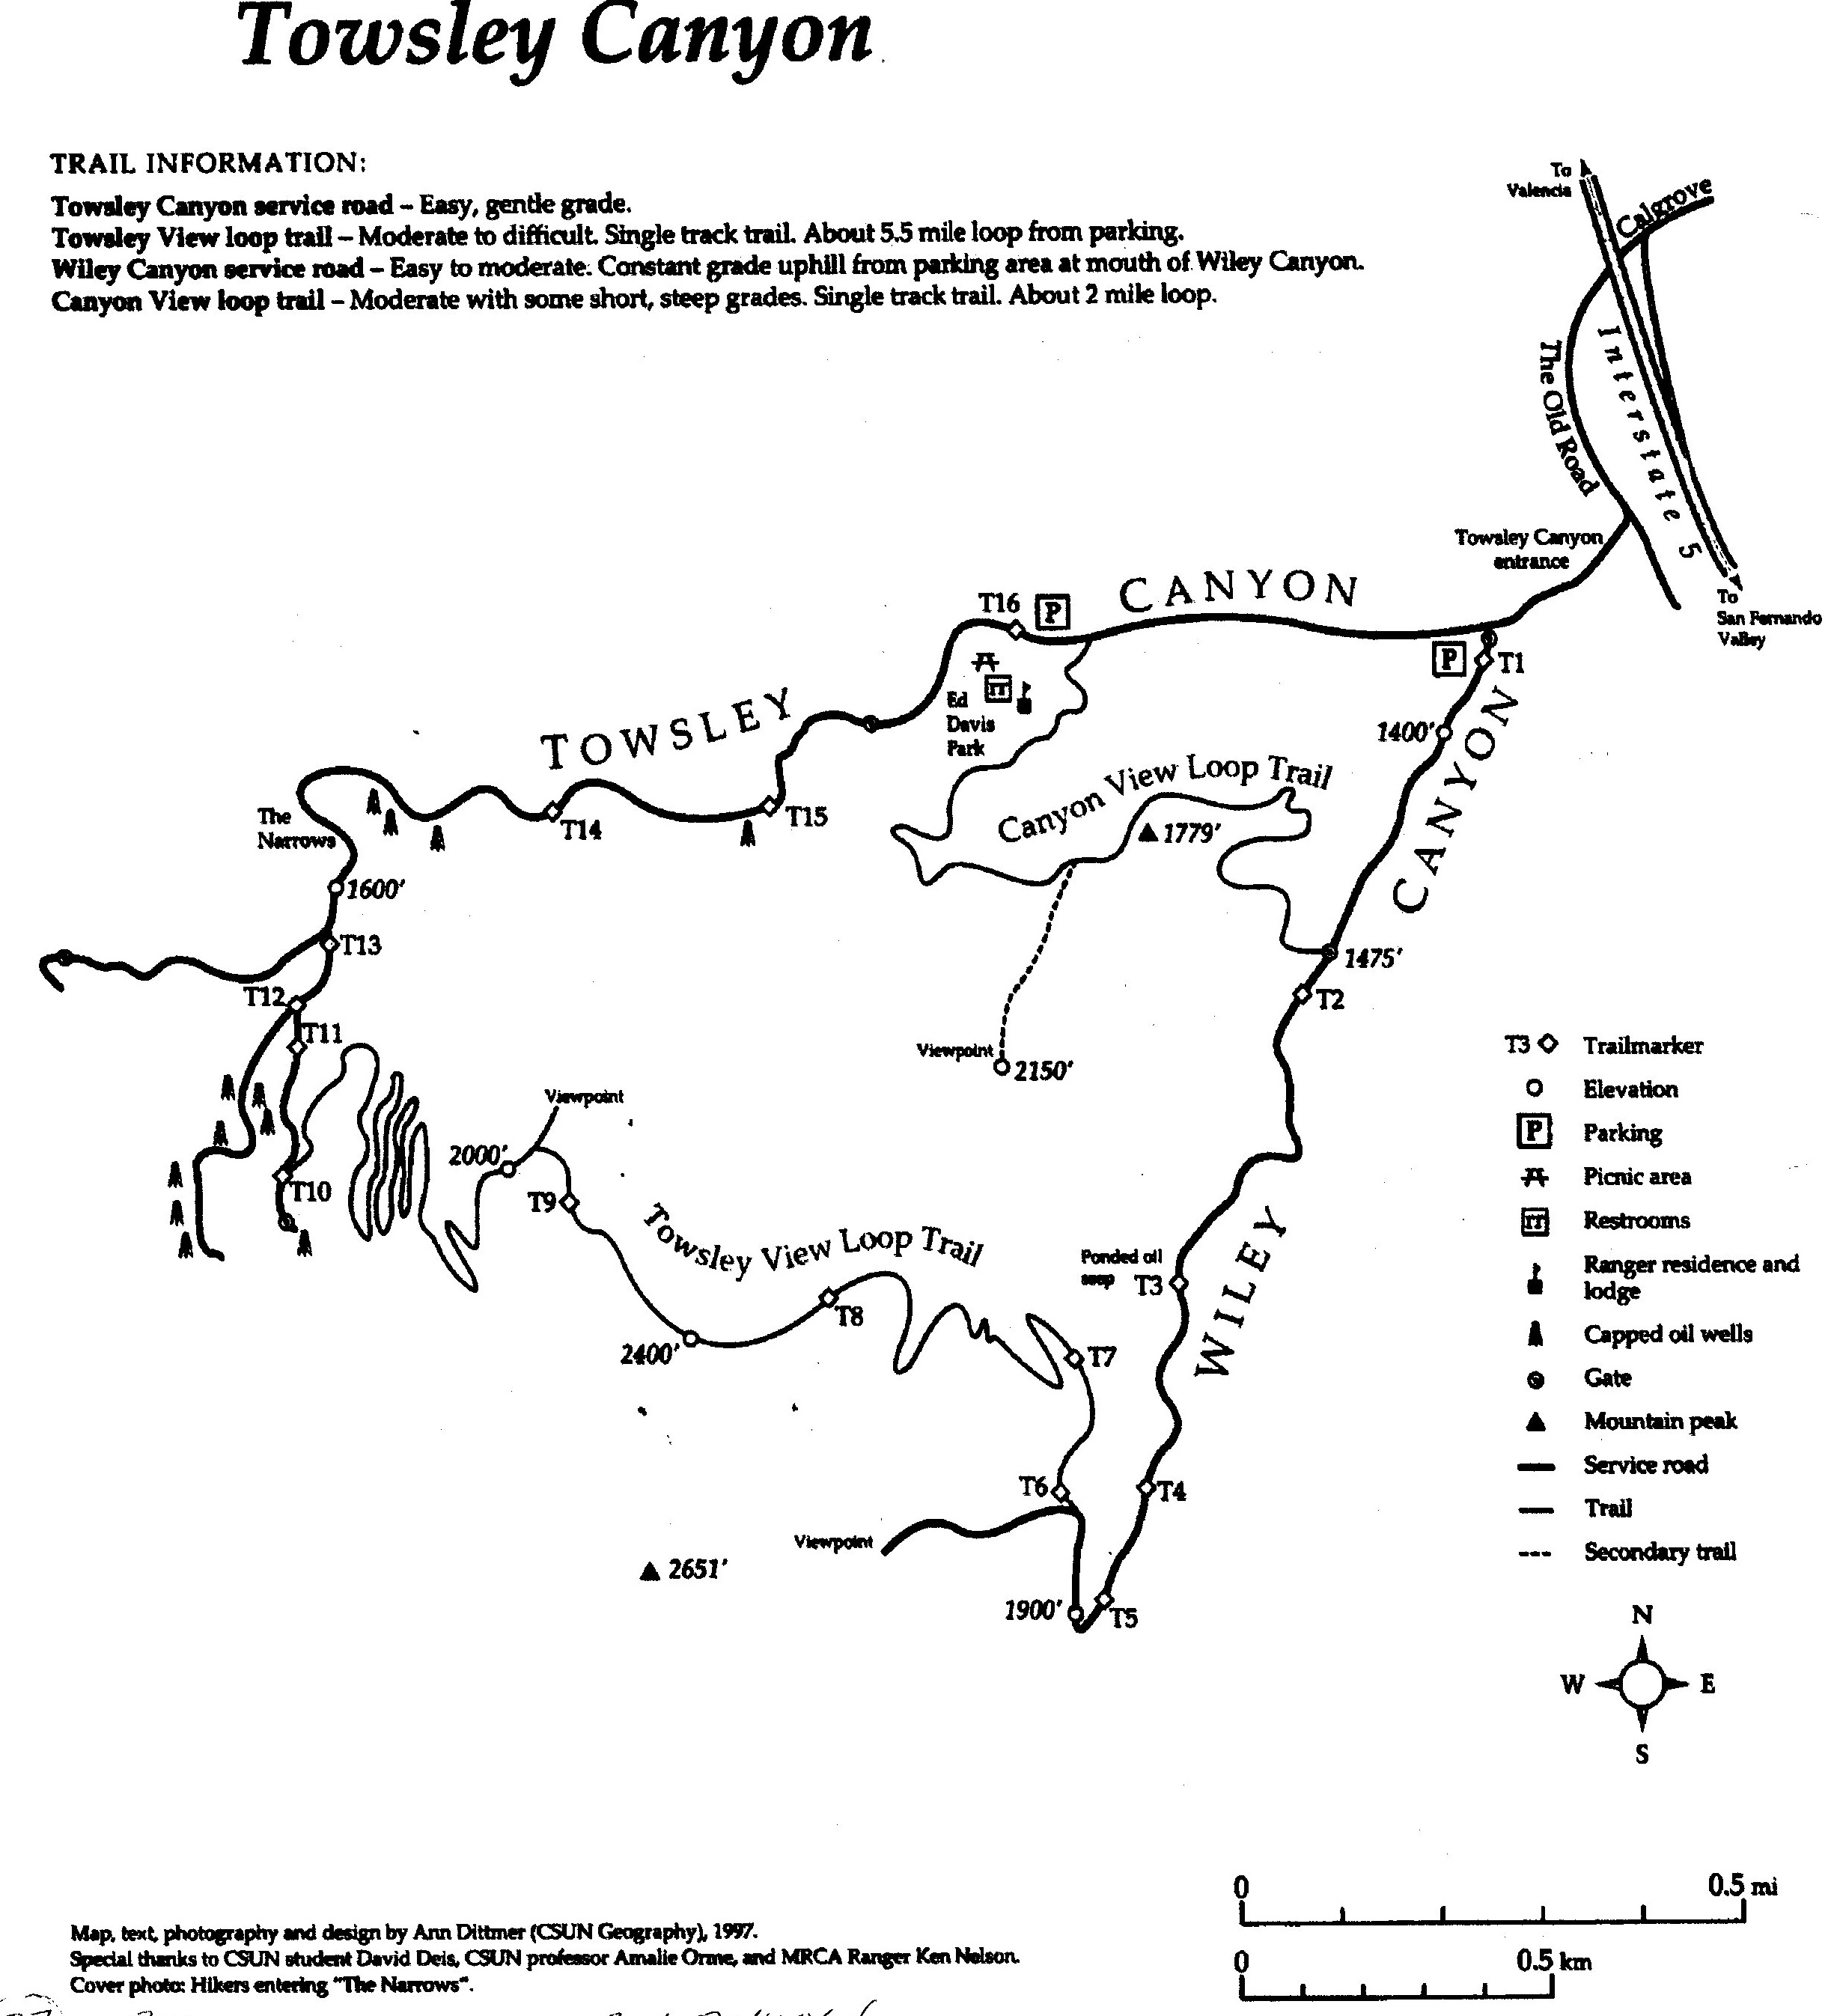 Towsley Canyon
TRAIL INFORMATION:
Towsley Canyon service road – Easy, gentle grade.
Towsley View loop trail – Moderate to difficult. Single track trail. About 5.5 mile loop from parking.
Wiley Canyon service road – Easy to moderate. Constant grade uphill from parking area at mouth of Wiley Canyon.
Canyon View loop trail – Moderate with some short, steep grades. Single track trail. About 2 mile loop.
To
Valencia
Calgrove
Interstate 5
The Old Road
Towsley Canyon
entrance
To
San Fernando
Valley
TOWSLEY CANYON
T16
P
P
T1
Ed
Davis
Park
1400'
WILEY CANYON
Canyon View Loop Trail
1779'
T15
T14
The
Narrows
1600'
T13
T12
T11
T10
1475'
T2
Viewpoint
2150'
Viewpoint
2000'
T9
Towsley View Loop Trail
2400'
T8
Ponded oil
seep
T3
T7
T6
T4
Viewpoint
2651'
1900'
T5
T3 Trailmarker
Elevation
P Parking
Picnic area
Restrooms
Ranger residence and
lodge
Capped oil wells
Gate
Mountain peak
Service road
Trail
Secondary trail
N
W E
S
0 0.5 mi
0 0.5 km
Map, text, photography and design by Ann Dittmer (CSUN Geography), 1997.
Special thanks to CSUN student David Deis, CSUN professor Amalie Orme, and MRCA Ranger Ken Nelson.
Cover photo: Hikers entering "The Narrows".